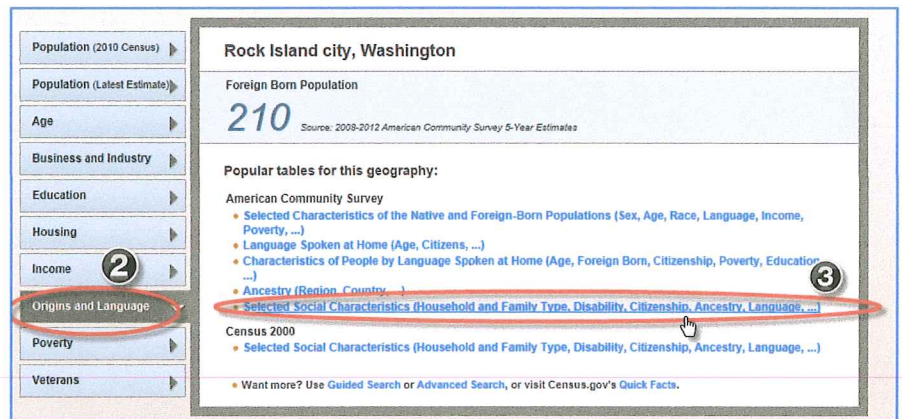 Population (2010 Census)
Population (Latest Estimate)
Age
Business and Industry
Education
Housing
Income
2
Origins and Language
Poverty
Veterans
Rock Island city, Washington
Foreign Born Population
210 Source: 2008-2012 American Community Survey 5-Year Estimates
Popular tables for this geography:
American Community Survey
• Selected Characteristics of the Native and Foreign-Born Populations (Sex, Age, Race, Language, Income,
Poverty, ...)
• Language Spoken at Home (Age, Citizens, ...)
• Characteristics of People by Language Spoken at Home (Age, Foreign Born, Citizenship, Poverty, Education
...)
3
• Ancestry (Region, Country, ...)
• Selected Social Characteristics (Household and Family Type, Disability, Citizenship, Ancestry, Language, ...)
Census 2000
• Selected Social Characteristics (Household and Family Type, Disability, Citizenship, Ancestry, Language, ...)
• Want more? Use Guided Search or Advanced Search, or visit Census.gov's Quick Facts.